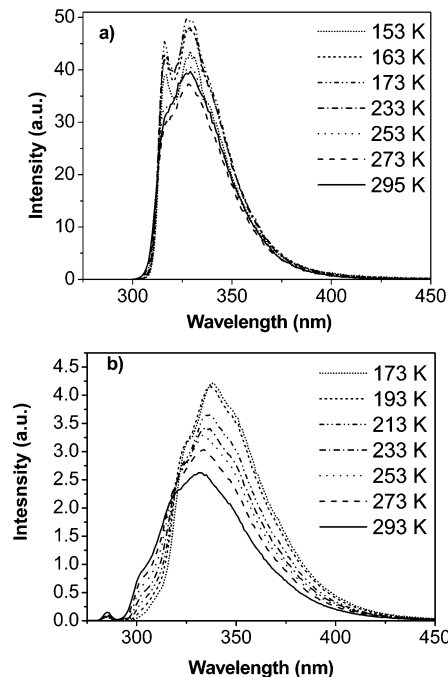 a)
50
40
30
20
10
0
Intensity (a.u.)
153 K
163 K
173 K
233 K
253 K
273 K
295 K
300 350 400 450
Wavelength (nm)
b)
4.5
4.0
3.5
3.0
2.5
2.0
1.5
1.0
0.5
0.0
Intesnsity (a.u.)
173 K
193 K
213 K
233 K
253 K
273 K
293 K
300 350 400 450
Wavelength (nm)